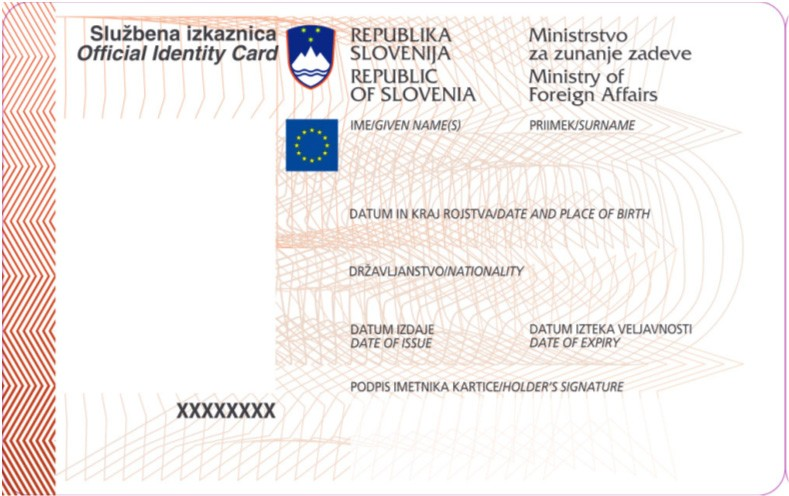 Službena izkaznica
Official Identity Card
REPUBLIKA
SLOVENIJA
REPUBLIC
OF SLOVENIA
Ministrstvo
za zunanje zadeve
Ministry of
Foreign Affairs
IME/GIVEN NAME(S)
PRIIMEK/SURNAME
DATUM IN KRAJ ROJSTVA/DATE AND PLACE OF BIRTH
DRŽAVLJANSTVO/NATIONALITY
DATUM IZDAJE
DATE OF ISSUE
DATUM IZTEKA VELJAVNOSTI
DATE OF EXPIRY
PODPIS IMETNIKA KARTICE/HOLDER'S SIGNATURE
XXXXXXXX